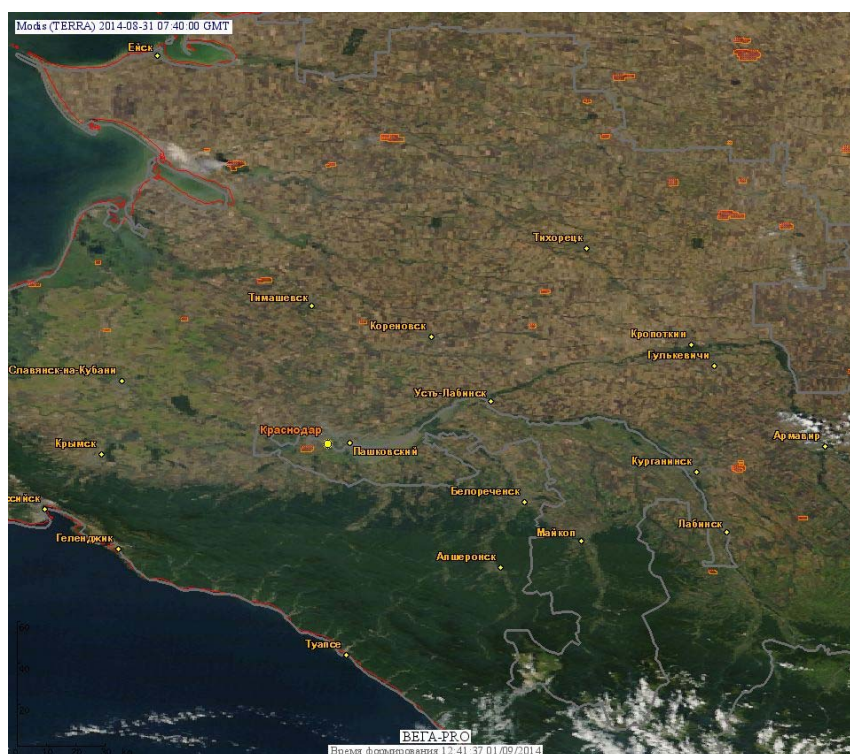 Modis (TERRA) 2014-08-31 07:40:00 GMT
Ейск
Тихорецк
Тимашевск
Кореновск
Кропоткин
Гулькевичи
Славянск-на-Кубани
Усть-Лабинск
Краснодар
Пашковский
Крымск
Армавир
Курганинск
Белореченск
ссийск
Лабинск
Геленджик
Майкоп
Апшеронск
Туапсе
ВЕГА-PRO
Время формирования 12:41:37 01/09/2014